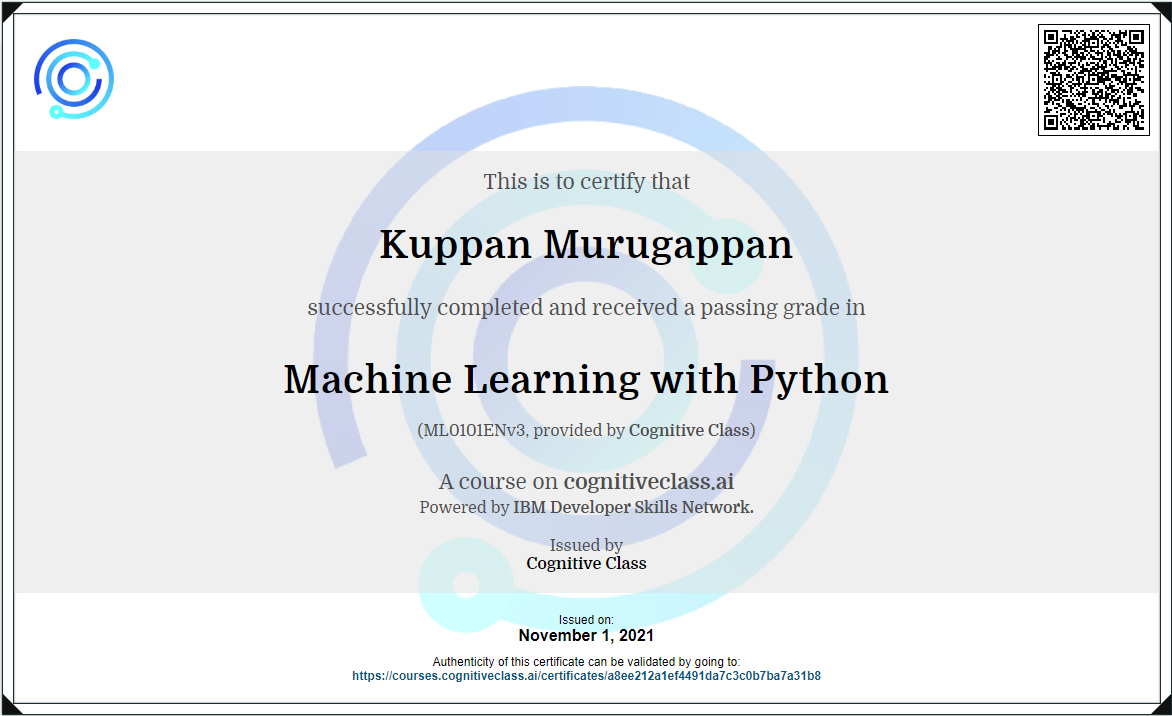 This is to certify that
Kuppan Murugappan
successfully completed and received a passing grade in
Machine Learning with Python
(ML0101ENv3, provided by Cognitive Class)
A course on cognitiveclass.ai
Powered by IBM Developer Skills Network.
Issued by
Cognitive Class
Issued on:
November 1, 2021
Authenticity of this certificate can be validated by going to:
https://courses.cognitiveclass.ai/certificates/a8ee212a1ef4491da7c3c0b7ba7a31b8